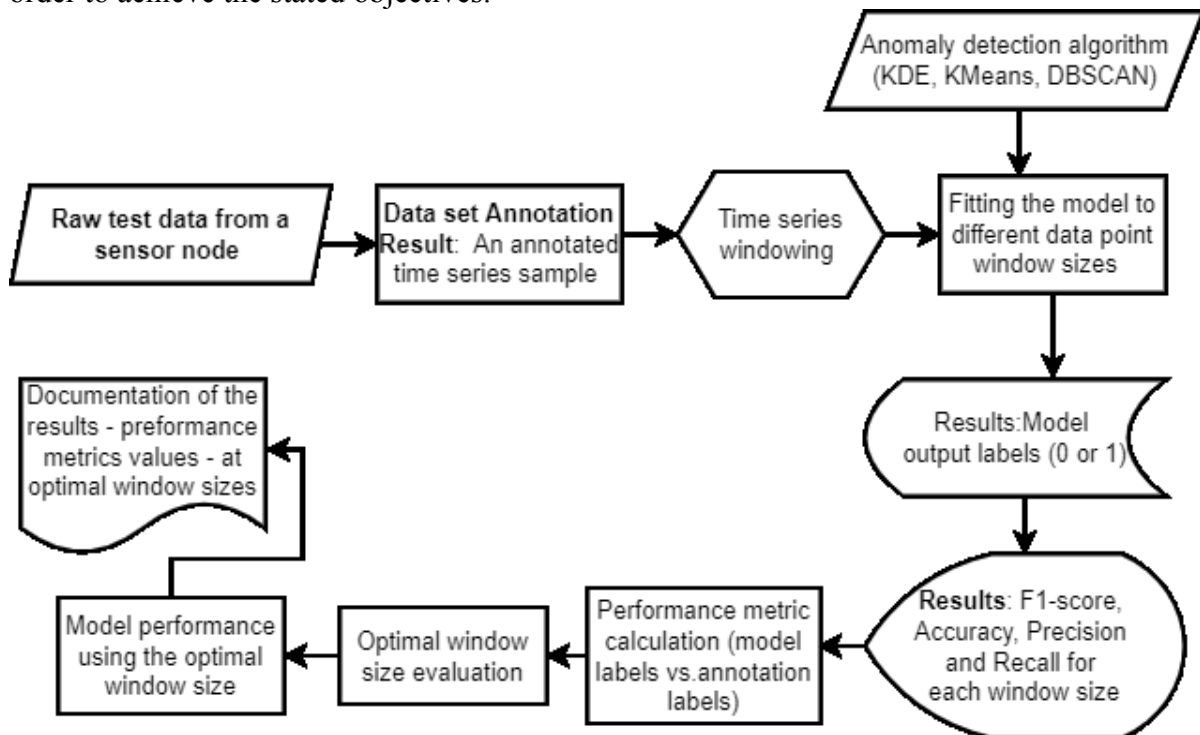 order to achieve the stated objectives.
Anomaly detection algorithm
(KDE, KMeans, DBSCAN)
Raw test data from a
sensor node
Data set Annotation
Result: An annotated
time series sample
Time series
windowing
Fitting the model to
different data point
window sizes
Results:Model
output labels (0 or 1)
Results: F1-score,
Accuracy, Precision
and Recall for
each window size
Performance metric
calculation (model
labels vs.annotation
labels)
Optimal window
size evaluation
Model performance
using the optimal
window size
Documentation of the
results - preformance
metrics values - at
optimal window sizes